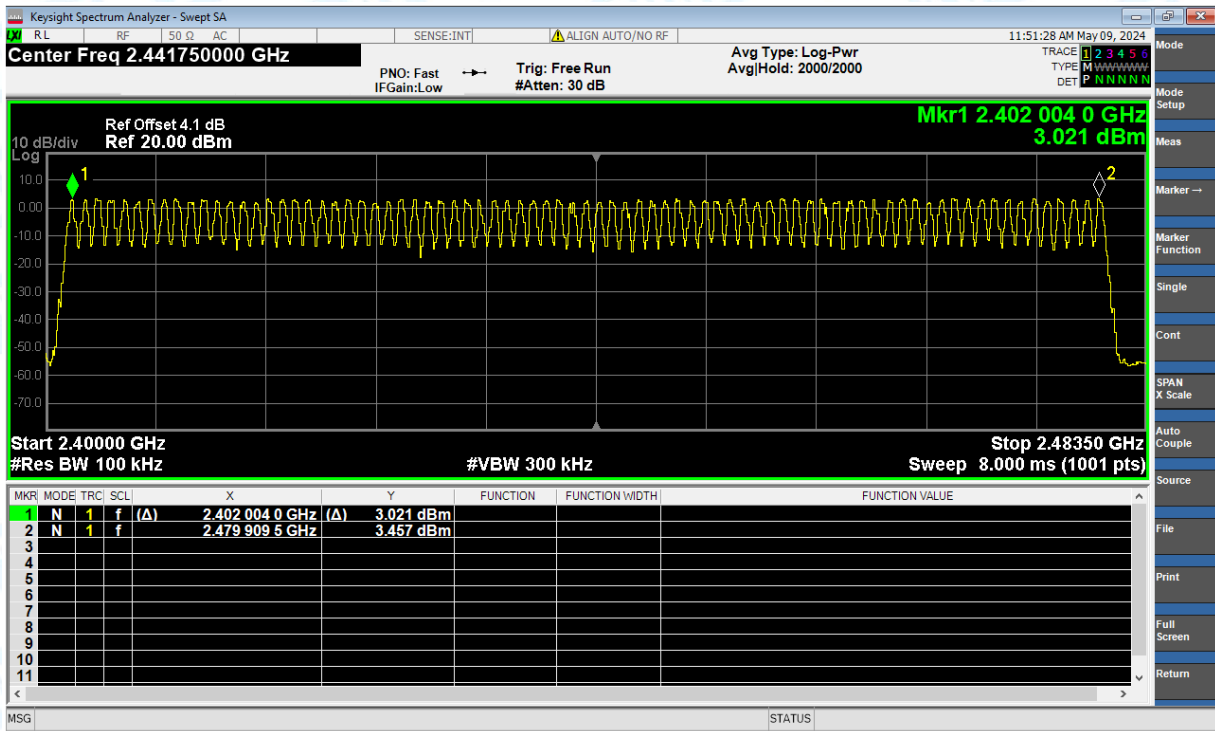 Keysight Spectrum Analyzer - Swept SA
LXI RL RF 50 Ω AC SENSE:INT ALIGN AUTO/NO RF 11:51:28 AM May 09, 2024
Center Freq 2.441750000 GHz
PNO: Fast
IFGain:Low
Trig: Free Run
#Atten: 30 dB
Avg Type: Log-Pwr
Avg|Hold: 2000/2000
TRACE 1 2 3 4 5 6
TYPE M WWWWW
DET P N N N N N
Mkr1 2.402 004 0 GHz
3.021 dBm
Ref Offset 4.1 dB
10 dB/div Ref 20.00 dBm
Log
10.0
0.00
-10.0
-20.0
-30.0
-40.0
-50.0
-60.0
-70.0
1
2
Start 2.40000 GHz Stop 2.48350 GHz
#Res BW 100 kHz #VBW 300 kHz Sweep 8.000 ms (1001 pts)
MKR MODE TRC SCL X Y FUNCTION FUNCTION WIDTH FUNCTION VALUE
1 N 1 f (Δ) 2.402 004 0 GHz (Δ) 3.021 dBm
2 N 1 f 2.479 909 5 GHz 3.457 dBm
3
4
5
6
7
8
9
10
11
MSG STATUS
Mode
Mode
Setup
Meas
Marker→
Marker
Function
Single
Cont
SPAN
X Scale
Auto
Couple
Source
File
Print
Full
Screen
Return